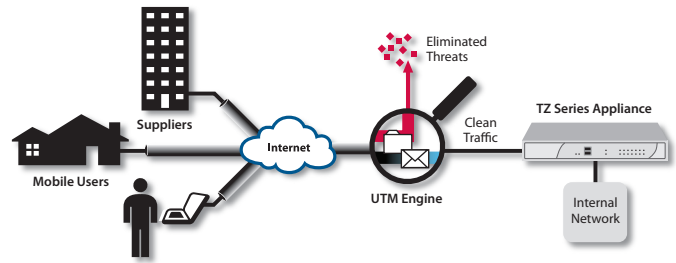 Eliminated
Threats
TZ Series Appliance
Suppliers
Clean
Traffic
Internet
Mobile Users
UTM Engine
Internal
Network